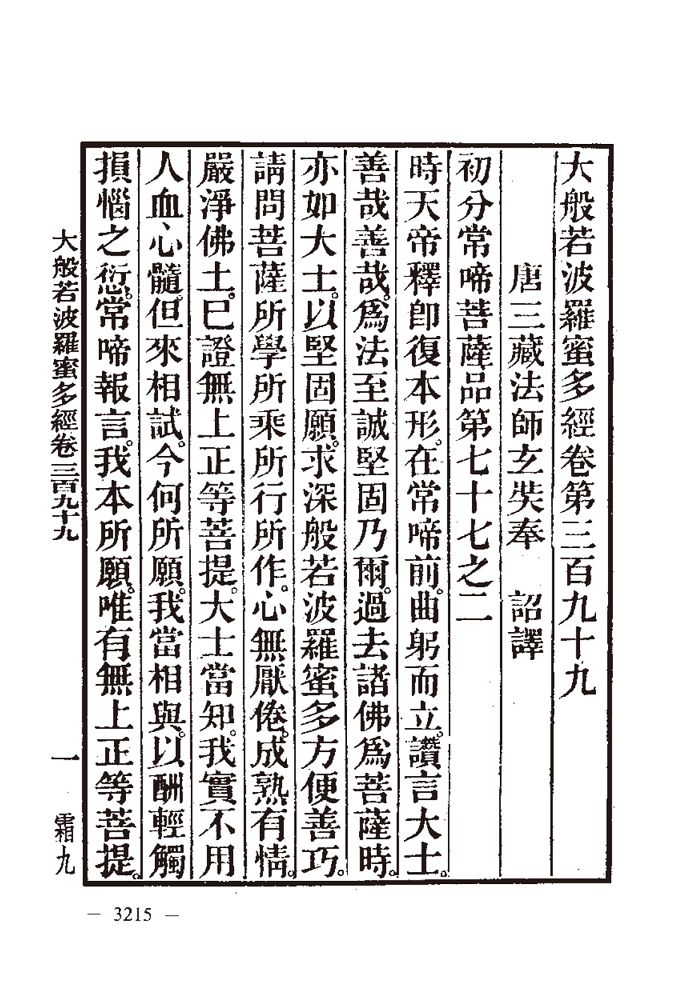 大般若波羅蜜多經卷第三百九十九
唐三藏法師玄奘奉　詔譯
初分常啼菩薩品第七十七之二
時天帝釋卽復本形。在常啼前。曲躬而立。讚言大士。
善哉善哉。爲法至誠堅固乃爾。過去諸佛爲菩薩時。
亦如大士。以堅固願。求深般若波羅蜜多方便善巧。
請問菩薩所學所乘所行所作。心無厭倦。成熟有情。
嚴淨佛土。已證無上正等菩提。大士當知。我實不用
人血心髓。但來相試。今何所願。我當相與。以酬輕觸
損惱之愆。常啼報言。我本所願。唯有無上正等菩提。
大般若波羅蜜多經卷三百九十九　一　霜九
— 3215 —